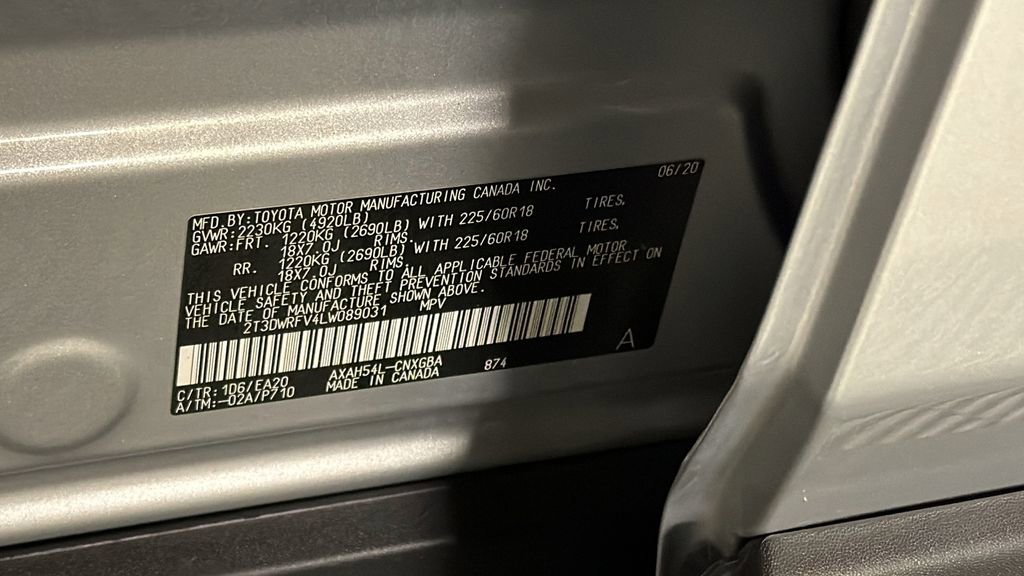 MFD. BY: TOYOTA MOTOR MANUFACTURING CANADA INC. 06/20
GVWR: 2230KG (4920LB)
GAWR: FRT. 1220KG (2690LB) WITH 225/60R18 TIRES,
18X7.0J RIMS
RR. 1220KG (2690LB) WITH 225/60R18 TIRES,
18X7.0J RIMS
THIS VEHICLE CONFORMS TO ALL APPLICABLE FEDERAL MOTOR
VEHICLE SAFETY AND THEFT PREVENTION STANDARDS IN EFFECT ON
THE DATE OF MANUFACTURE SHOWN ABOVE.
2T3DWRFV4LW089031 MPV
C/TR: 1D6/EA20 AXAH54L-CNXGBA 874 A
A/TM: -02A/P710 MADE IN CANADA